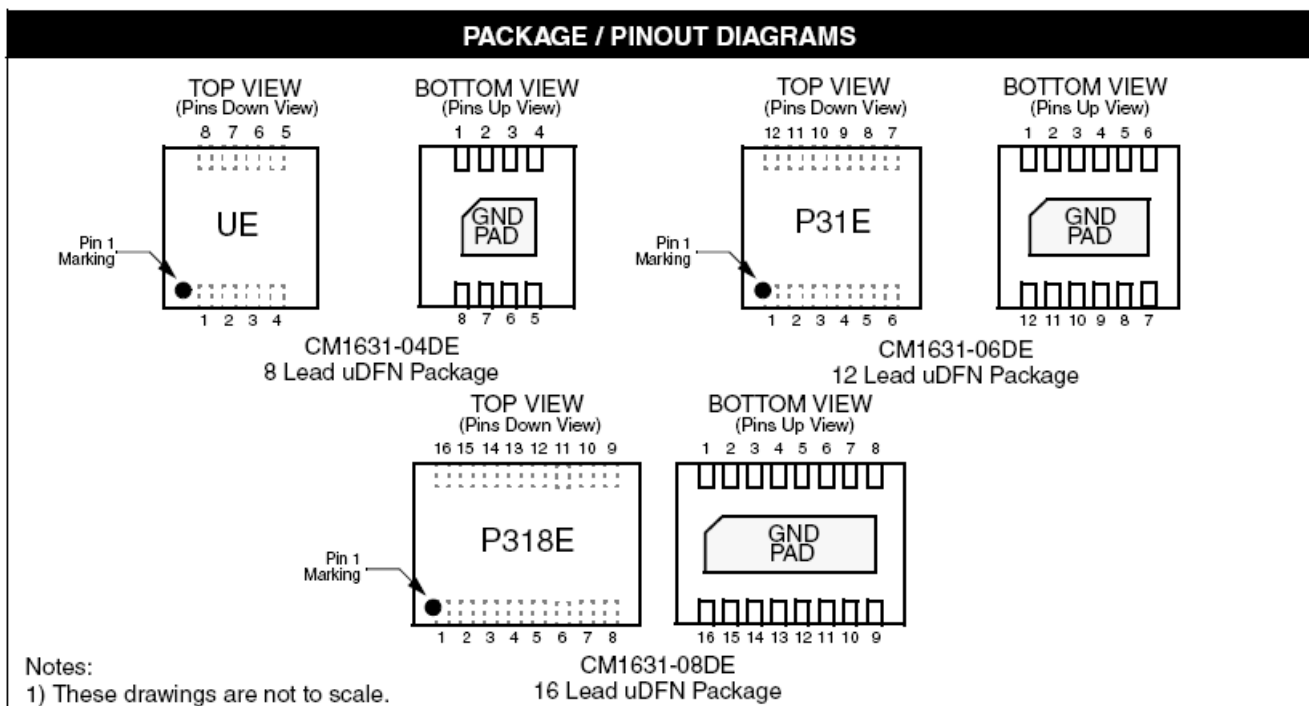 PACKAGE / PINOUT DIAGRAMS
TOP VIEW
(Pins Down View)
8 7 6 5
UE
Pin 1
Marking
1 2 3 4
BOTTOM VIEW
(Pins Up View)
1 2 3 4
GND
PAD
8 7 6 5
CM1631-04DE
8 Lead uDFN Package
TOP VIEW
(Pins Down View)
12 11 10 9 8 7
P31E
Pin 1
Marking
1 2 3 4 5 6
BOTTOM VIEW
(Pins Up View)
1 2 3 4 5 6
GND
PAD
12 11 10 9 8 7
CM1631-06DE
12 Lead uDFN Package
TOP VIEW
(Pins Down View)
16 15 14 13 12 11 10 9
P318E
Pin 1
Marking
1 2 3 4 5 6 7 8
BOTTOM VIEW
(Pins Up View)
1 2 3 4 5 6 7 8
GND
PAD
16 15 14 13 12 11 10 9
CM1631-08DE
16 Lead uDFN Package
Notes:
1) These drawings are not to scale.